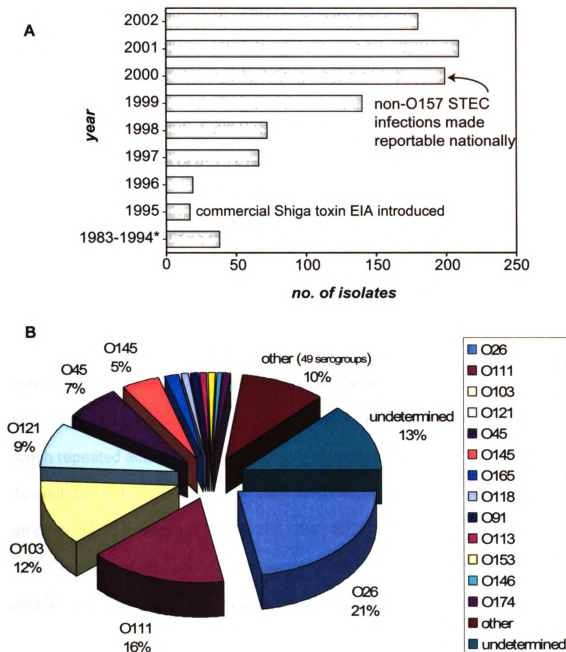 A
2002
2001
2000
1999
1998
1997
1996
1995
1983-1994*
year
non-O157 STEC
infections made
reportable nationally
commercial Shiga toxin EIA introduced
0
50
100
150
200
250
no. of isolates
B
O145
5%
O45
7%
O121
9%
O103
12%
O111
16%
O26
21%
undetermined
13%
other (49 serogroups)
10%
O26
O111
O103
O121
O45
O145
O165
O118
O91
O113
O153
O146
O174
other
undetermined